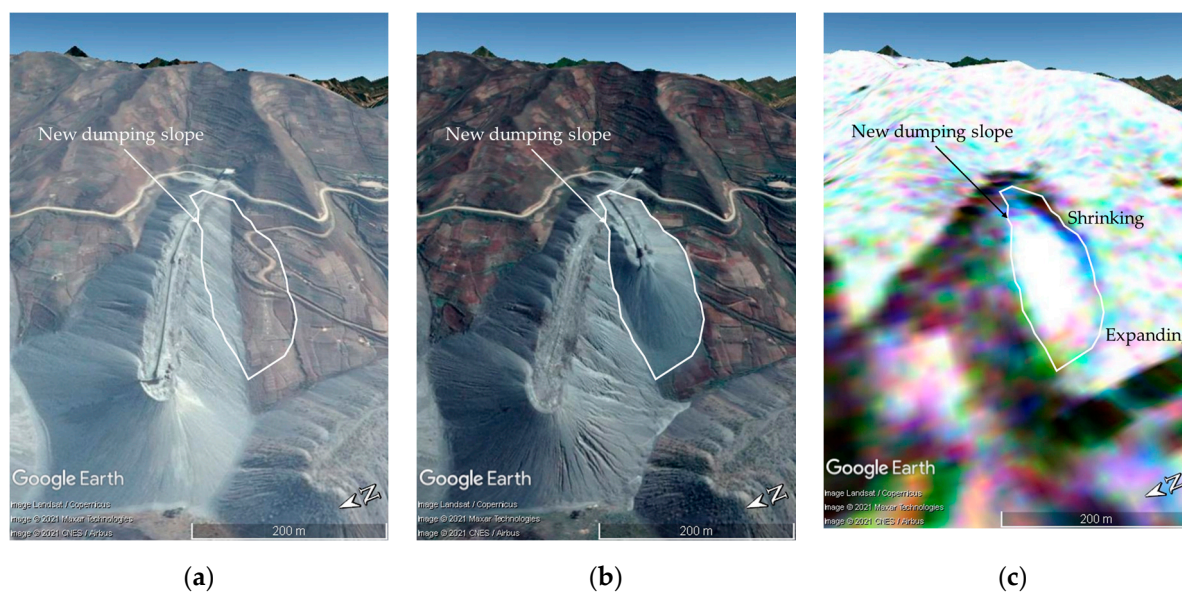 New dumping slope
Google Earth
Image Landsat / Copernicus
Image © 2021 Maxar Technologies
Image © 2021 CNES / Airbus
N
200 m
(a)
New dumping slope
Google Earth
Image Landsat / Copernicus
Image © 2021 Maxar Technologies
Image © 2021 CNES / Airbus
N
200 m
(b)
New dumping slope
Shrinking
Expandin
Google Earth
Image Landsat / Copernicus
Image © 2021 Maxar Technologies
Image © 2021 CNES / Airbus
N
200 m
(c)